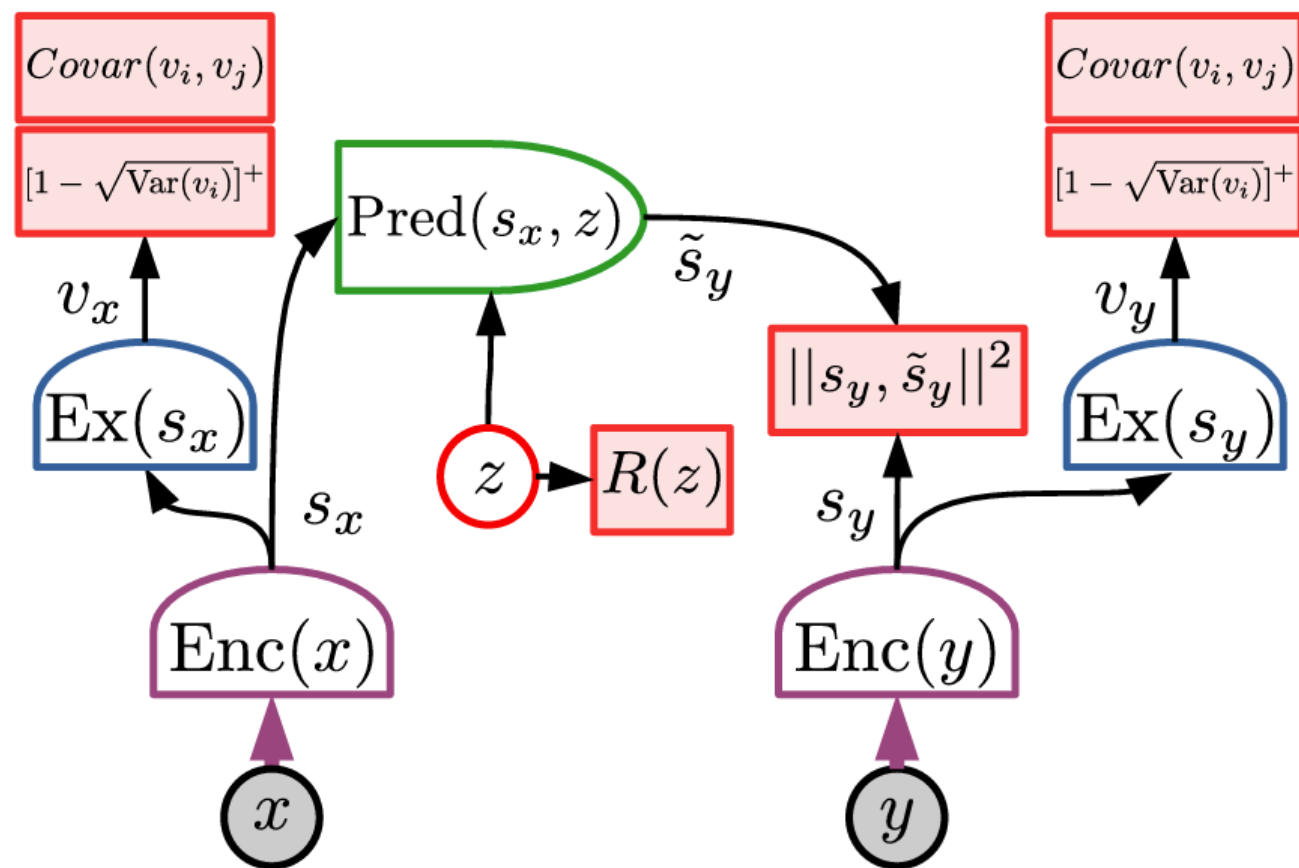 Covar(v_i, v_j)
[1 − √Var(v_i)]^+
v_x
Ex(s_x)
s_x
Enc(x)
x
Pred(s_x, z)
s̃_y
z
R(z)
||s_y, s̃_y||^2
s_y
Enc(y)
y
Covar(v_i, v_j)
[1 − √Var(v_i)]^+
v_y
Ex(s_y)